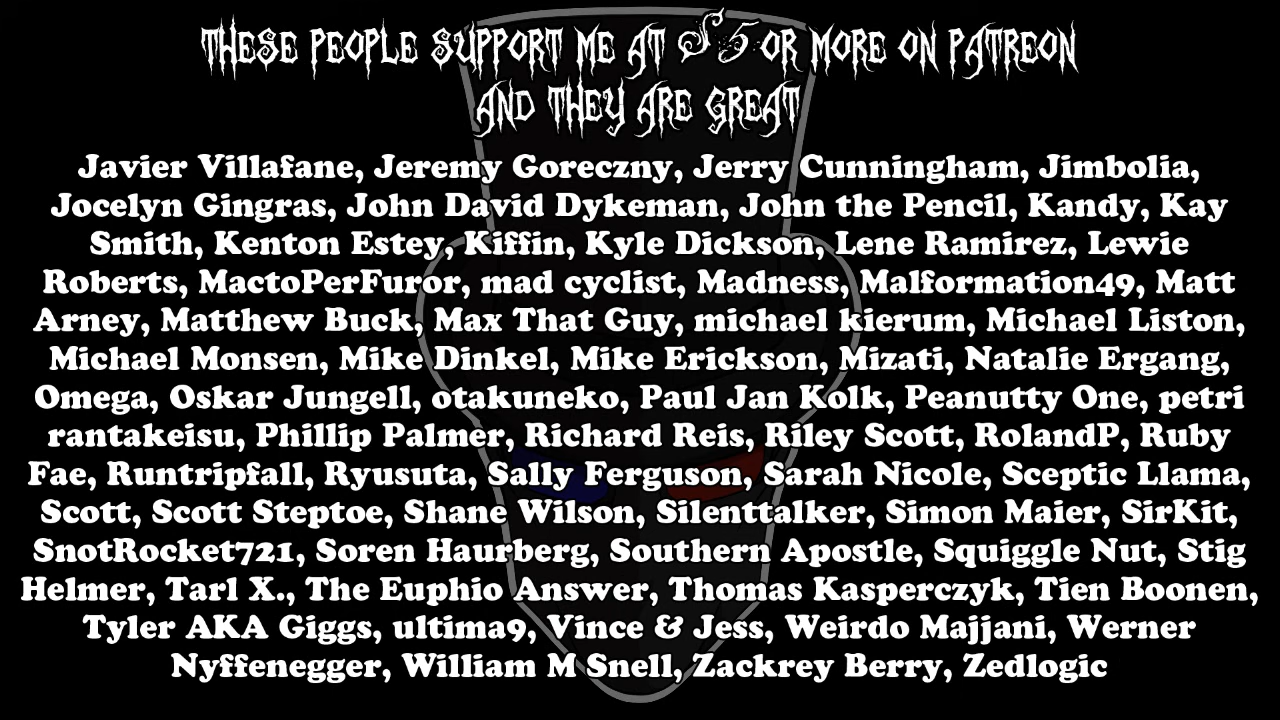 THESE PEOPLE SUPPORT ME AT $5 OR MORE ON PATREON
AND THEY ARE GREAT
Javier Villafane, Jeremy Goreczny, Jerry Cunningham, Jimbolia,
Jocelyn Gingras, John David Dykeman, John the Pencil, Kandy, Kay
Smith, Kenton Estey, Kiffin, Kyle Dickson, Lene Ramirez, Lewie
Roberts, MactoPerFuror, mad cyclist, Madness, Malformation49, Matt
Arney, Matthew Buck, Max That Guy, michael kierum, Michael Liston,
Michael Monsen, Mike Dinkel, Mike Erickson, Mizati, Natalie Ergang,
Omega, Oskar Jungell, otakuneko, Paul Jan Kolk, Peanutty One, petri
rantakeisu, Phillip Palmer, Richard Reis, Riley Scott, RolandP, Ruby
Fae, Runtripfall, Ryusuta, Sally Ferguson, Sarah Nicole, Sceptic Llama,
Scott, Scott Steptoe, Shane Wilson, Silenttalker, Simon Maier, SirKit,
SnotRocket721, Soren Haurberg, Southern Apostle, Squiggle Nut, Stig
Helmer, Tarl X., The Euphio Answer, Thomas Kasperczyk, Tien Boonen,
Tyler AKA Giggs, ultima9, Vince & Jess, Weirdo Majjani, Werner
Nyffenegger, William M Snell, Zackrey Berry, Zedlogic